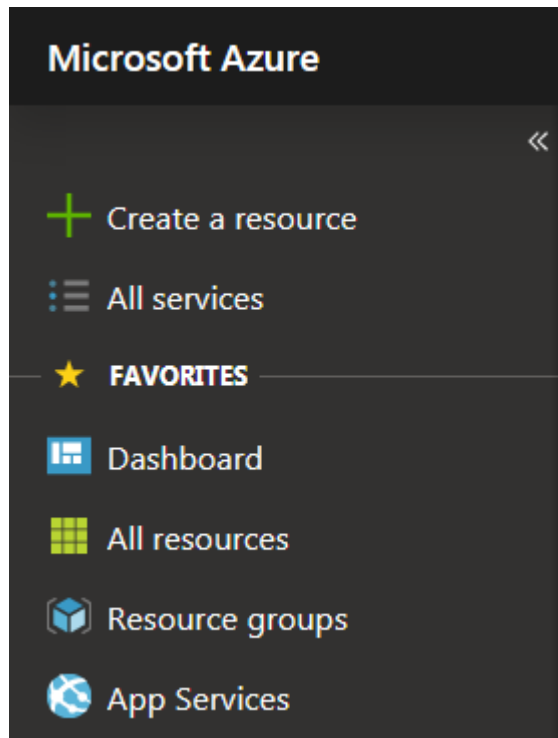 Microsoft Azure
«
Create a resource
All services
FAVORITES
Dashboard
All resources
Resource groups
App Services